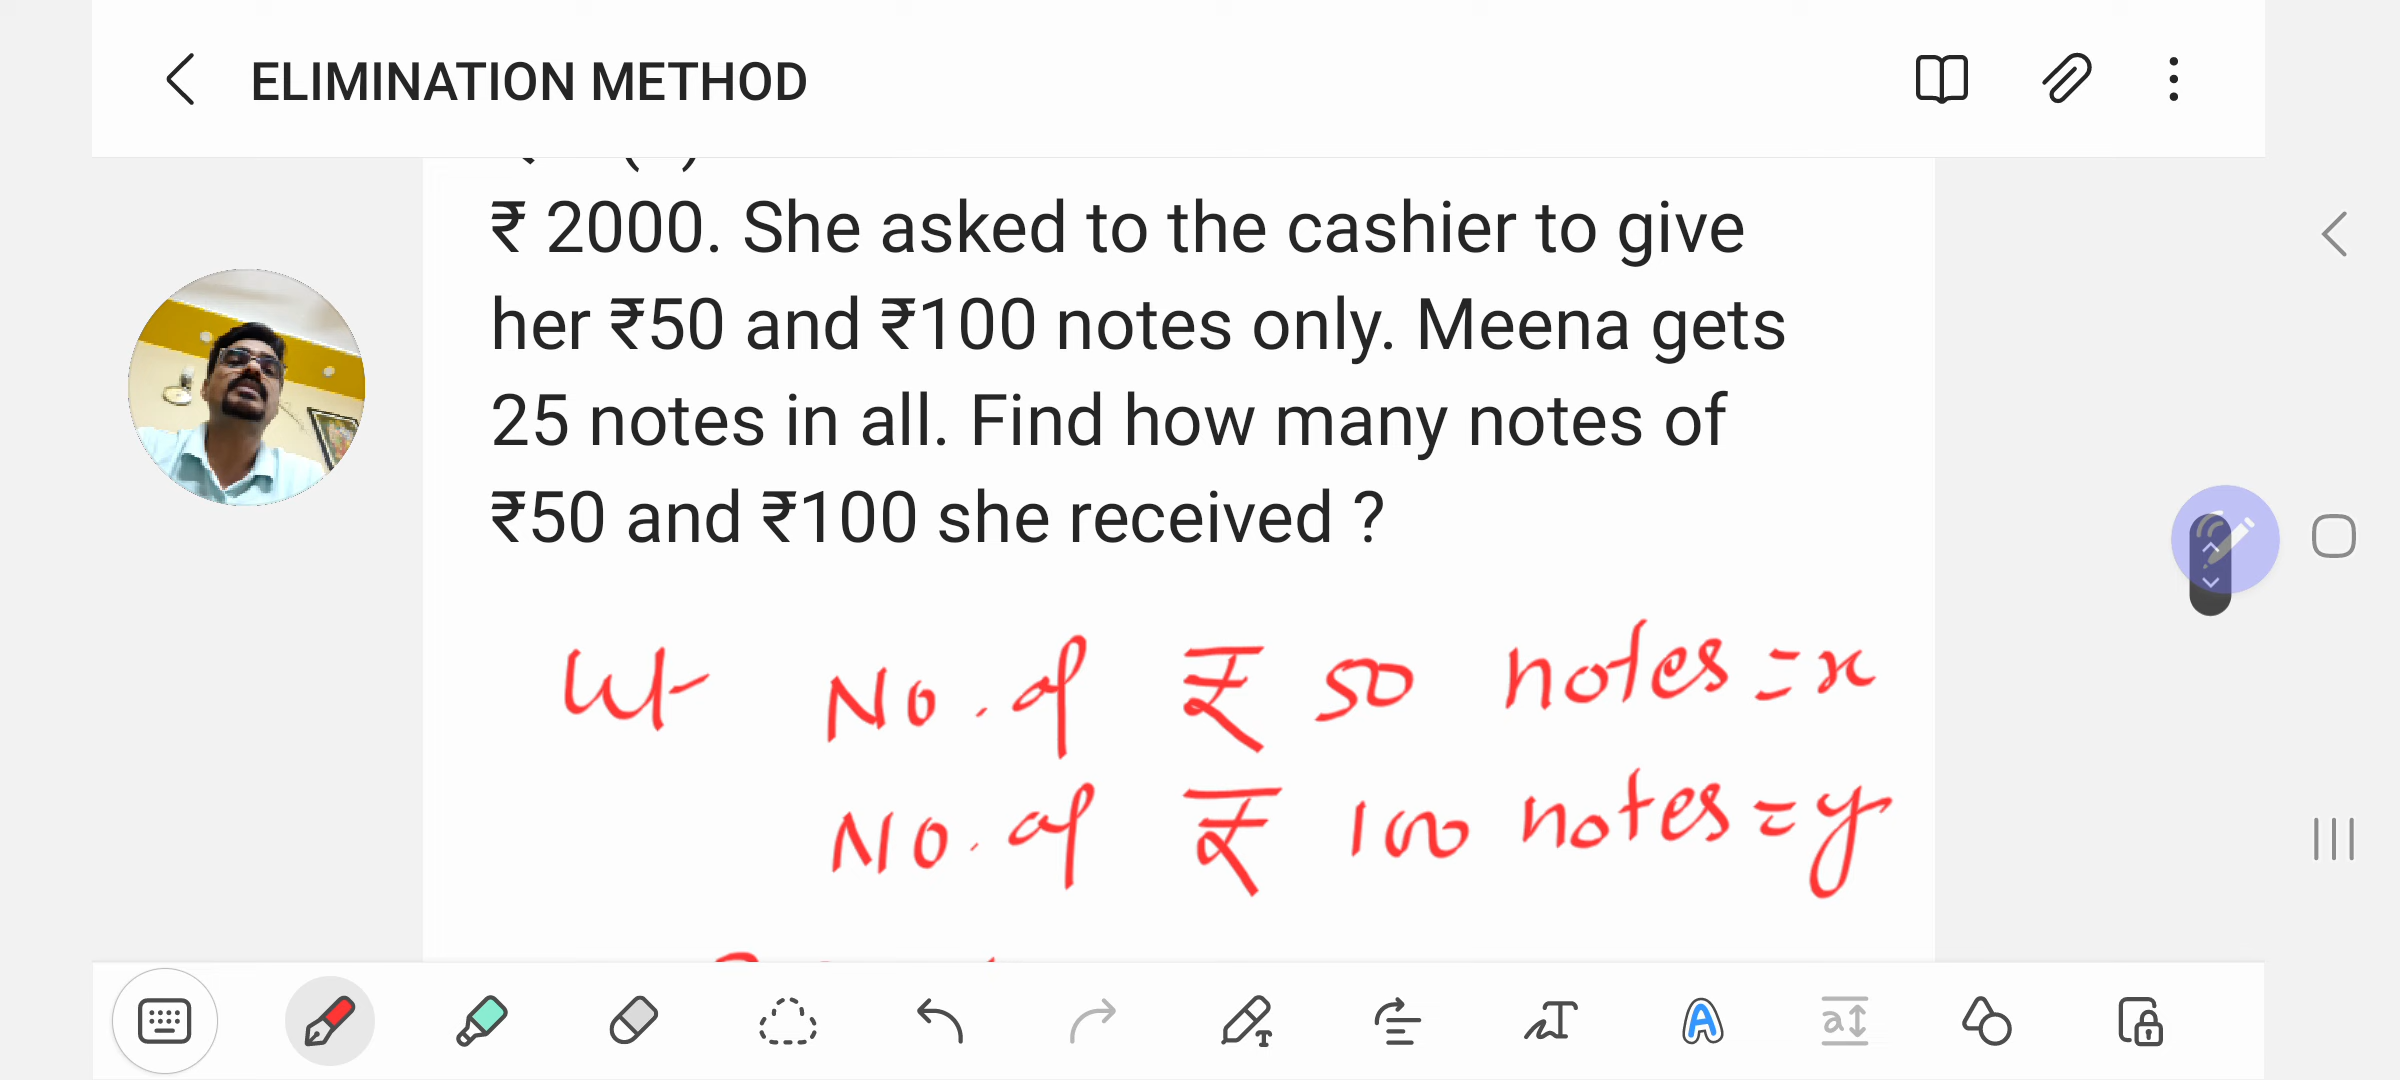 ELIMINATION METHOD
₹ 2000. She asked to the cashier to give
her ₹50 and ₹100 notes only. Meena gets
25 notes in all. Find how many notes of
₹50 and ₹100 she received ?
Let No. of ₹ 50 notes = x
No. of ₹ 100 notes = y